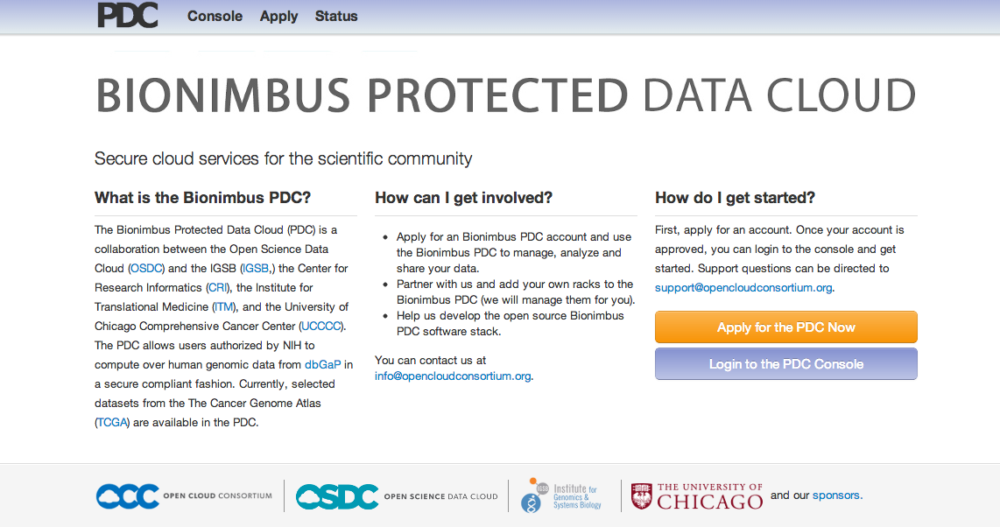 PDC
Console Apply Status
BIONIMBUS PROTECTED DATA CLOUD
Secure cloud services for the scientific community
What is the Bionimbus PDC?
The Bionimbus Protected Data Cloud (PDC) is a
collaboration between the Open Science Data
Cloud (OSDC) and the IGSB (IGSB,) the Center for
Research Informatics (CRI), the Institute for
Translational Medicine (ITM), and the University of
Chicago Comprehensive Cancer Center (UCCCC).
The PDC allows users authorized by NIH to
compute over human genomic data from dbGaP in
a secure compliant fashion. Currently, selected
datasets from the The Cancer Genome Atlas
(TCGA) are available in the PDC.
How can I get involved?
• Apply for an Bionimbus PDC account and use
the Bionimbus PDC to manage, analyze and
share your data.
• Partner with us and add your own racks to the
Bionimbus PDC (we will manage them for you).
• Help us develop the open source Bionimbus
PDC software stack.
You can contact us at
info@opencloudconsortium.org.
How do I get started?
First, apply for an account. Once your account is
approved, you can login to the console and get
started. Support questions can be directed to
support@opencloudconsortium.org.
Apply for the PDC Now
Login to the PDC Console
OCC OPEN CLOUD CONSORTIUM
OSDC OPEN SCIENCE DATA CLOUD
IGSB
Institute for
Genomics &
Systems Biology
THE UNIVERSITY OF
CHICAGO
and our sponsors.